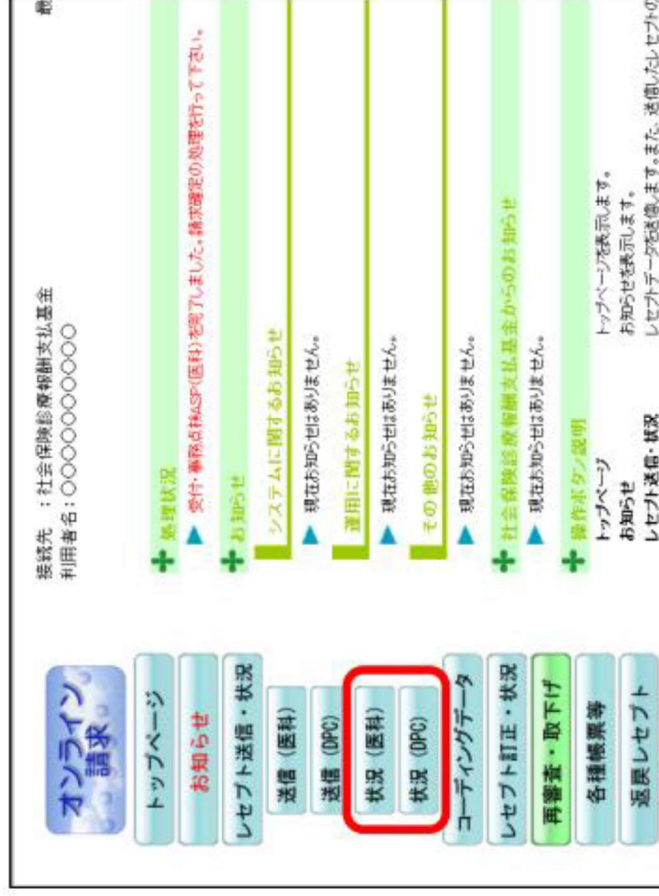 オンライン
請求
トップページ
お知らせ
レセプト送信・状況
送信（医科）
送信（DPC）
状況（医科）
状況（DPC）
コーディングデータ
レセプト訂正・状況
再審査・取下げ
各種帳票等
返戻レセプト
接続先　：社会保険診療報酬支払基金
利用者名：○○○○○○○○○○○
最
処理状況
受付・事務点検ASP（医科）を完了しました。請求確定の処理を行って下さい。
お知らせ
システムに関するお知らせ
現在お知らせはありません。
運用に関するお知らせ
現在お知らせはありません。
その他のお知らせ
現在お知らせはありません。
社会保険診療報酬支払基金からのお知らせ
現在お知らせはありません。
操作ボタン説明
トップページ　トップページを表示します。
お知らせ　お知らせを表示します。
レセプト送信・状況　レセプトデータを送信します。また、送信したレセプトの